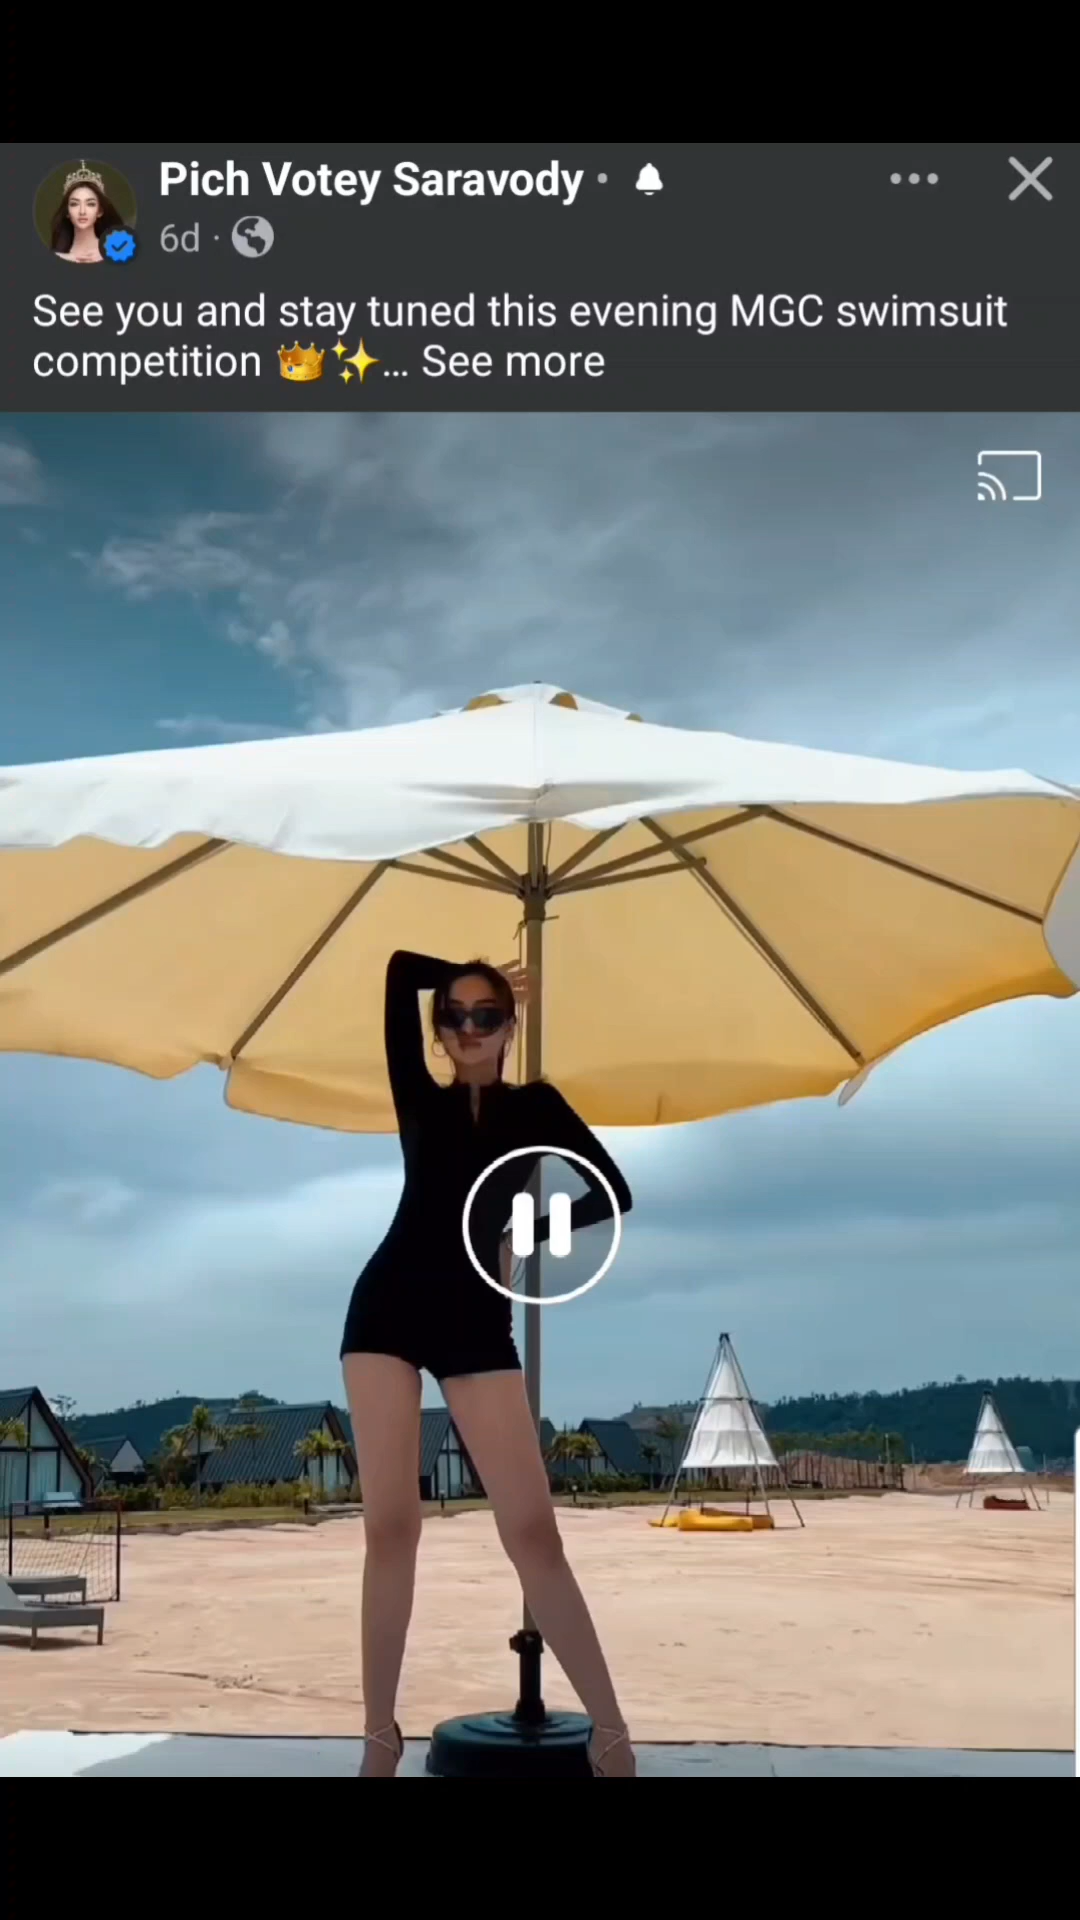 Pich Votey Saravody •
6d ·
See you and stay tuned this evening MGC swimsuit
competition 👑✨... See more